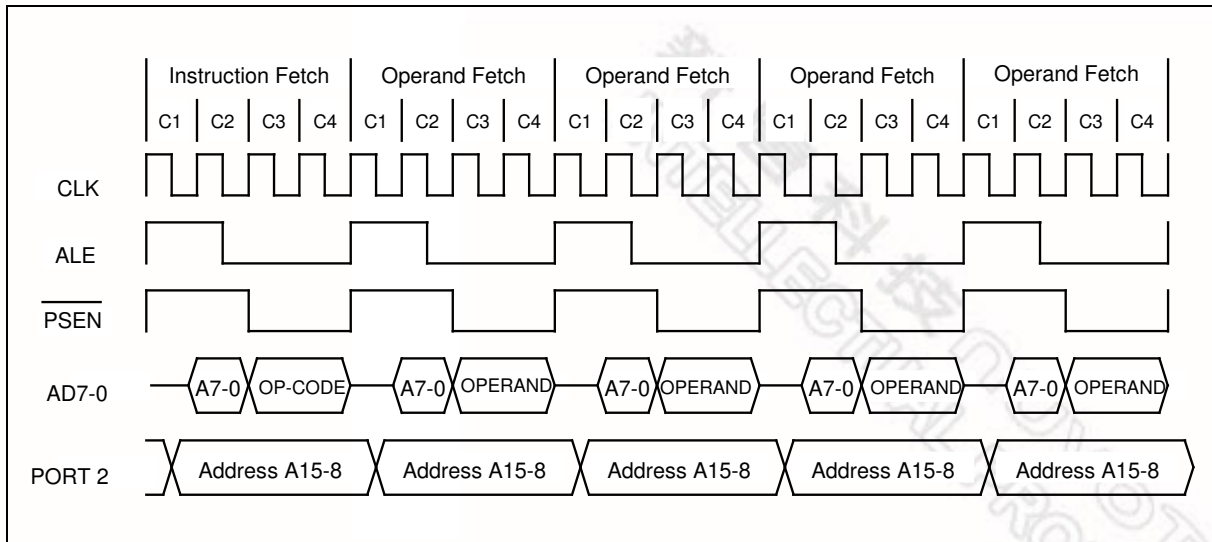 Instruction Fetch Operand Fetch Operand Fetch Operand Fetch Operand Fetch
C1 C2 C3 C4 C1 C2 C3 C4 C1 C2 C3 C4 C1 C2 C3 C4 C1 C2 C3 C4
CLK
ALE
PSEN
AD7-0 A7-0 OP-CODE A7-0 OPERAND A7-0 OPERAND A7-0 OPERAND A7-0 OPERAND
PORT 2 Address A15-8 Address A15-8 Address A15-8 Address A15-8 Address A15-8